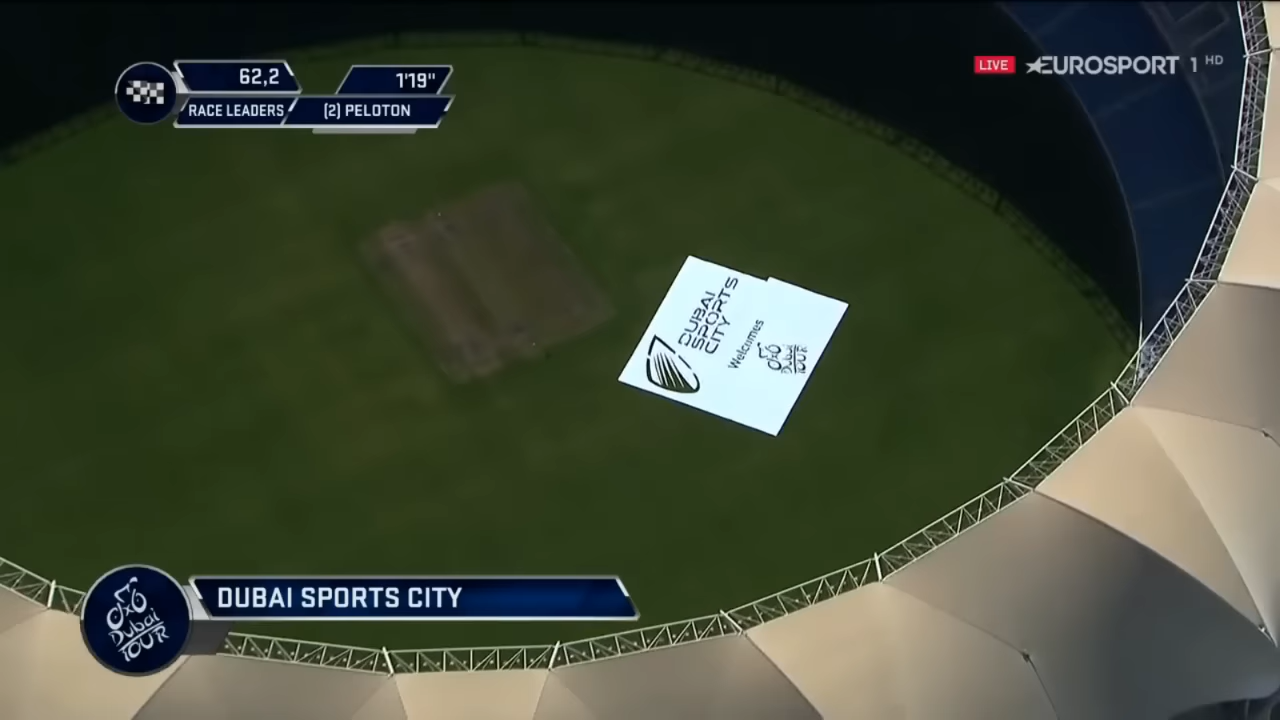 62,2
1'19"
RACE LEADERS
(2) PELOTON
LIVE
EUROSPORT 1 HD
DUBAI
SPORTS
CITY
Welcomes
Dubai
TOUR
DUBAI SPORTS CITY
Dubai
TOUR